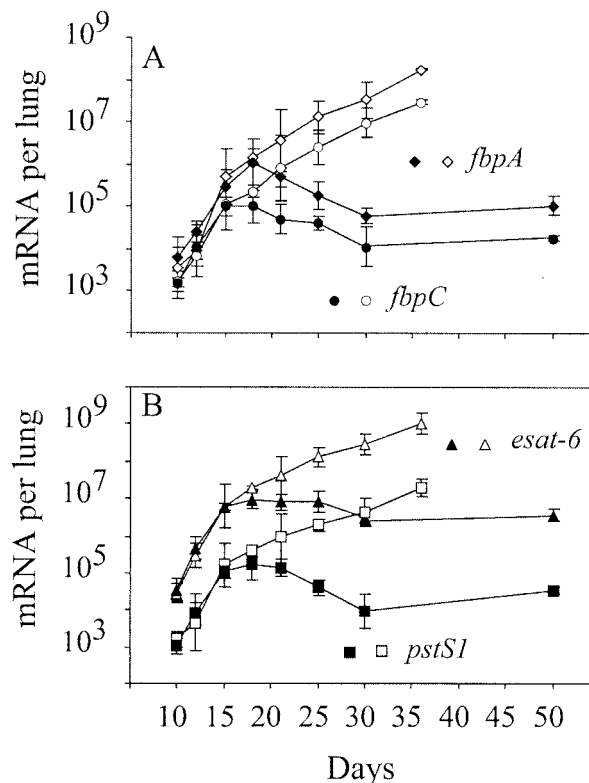 A
mRNA per lung
10⁹
10⁷
10⁵
10³
fbpA
fbpC
B
mRNA per lung
10⁹
10⁷
10⁵
10³
esat-6
pstS1
10 15 20 25 30 35 40 45 50
Days